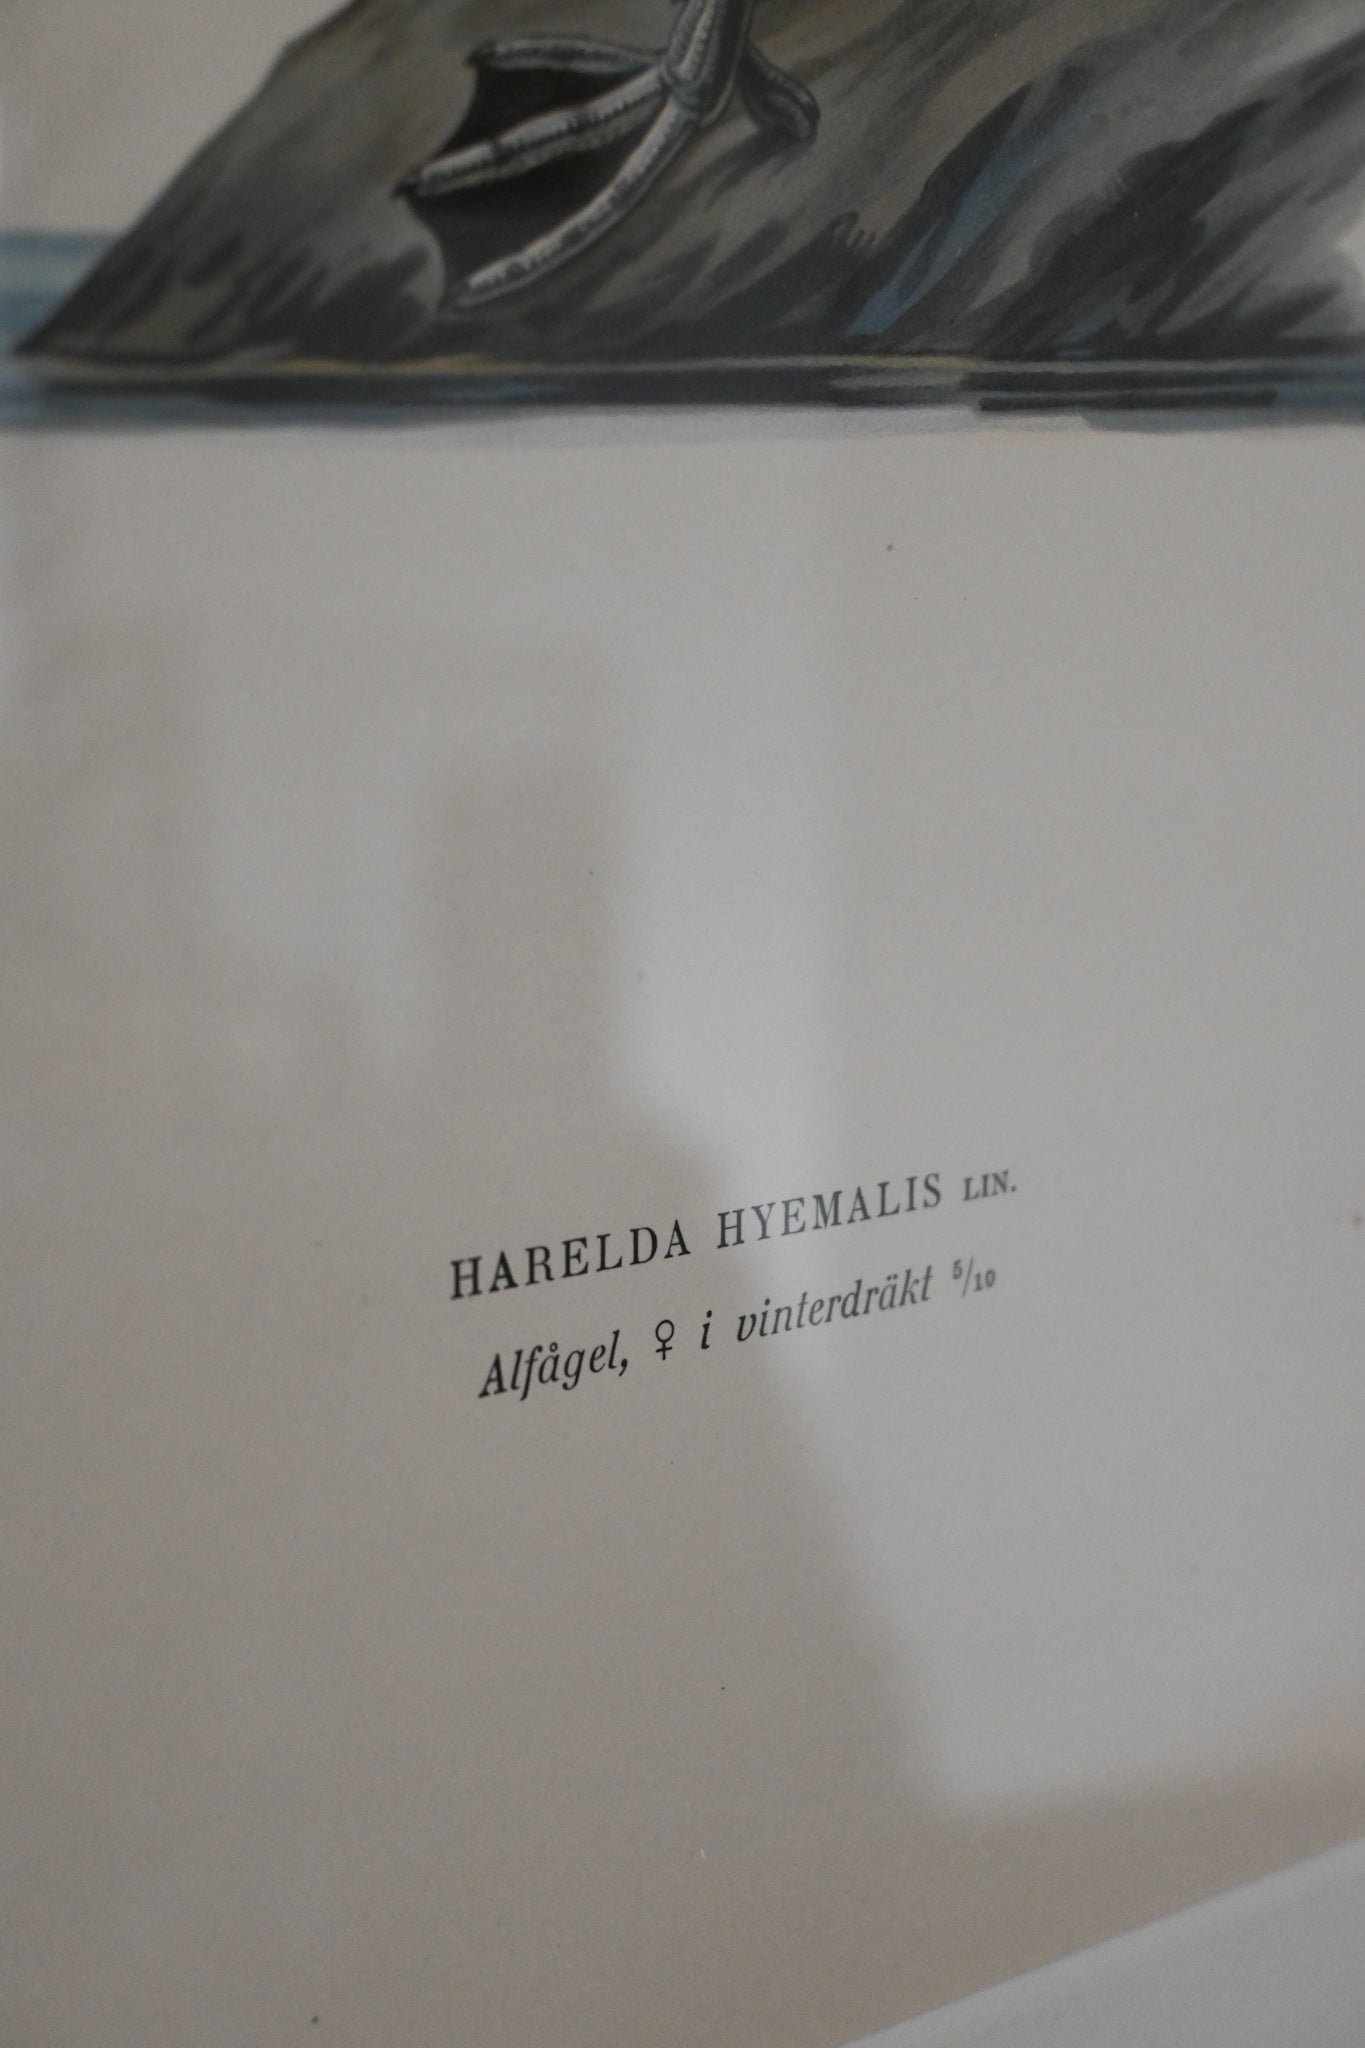 HARELDA HYEMALIS LIN.
Alfågel, ♀ i vinterdräkt 5/10